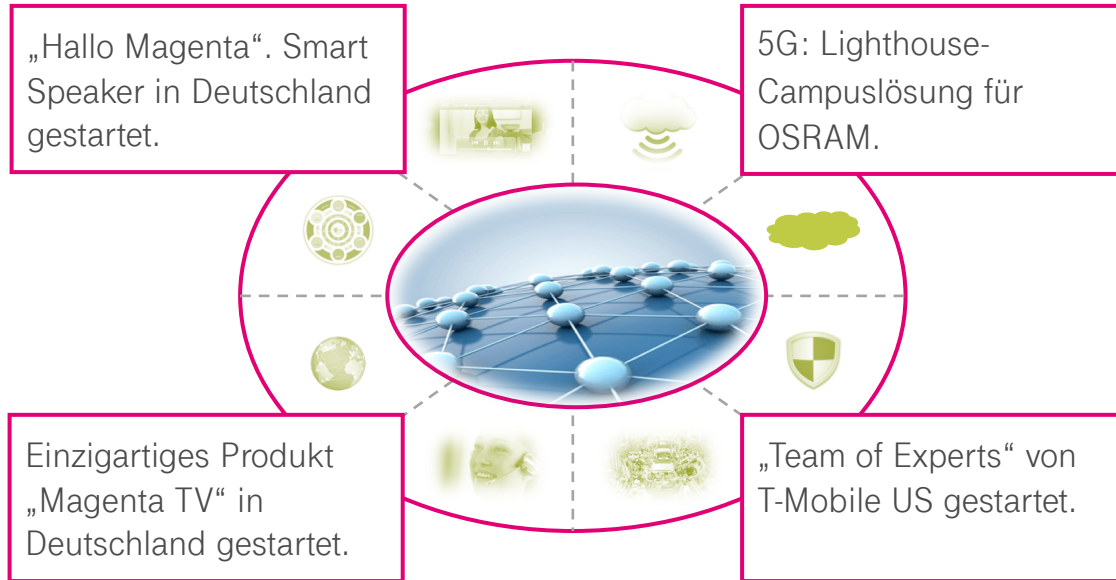 „Hallo Magenta“. Smart
Speaker in Deutschland
gestartet.
5G: Lighthouse-
Campuslösung für
OSRAM.
Einzigartiges Produkt
„Magenta TV“ in
Deutschland gestartet.
„Team of Experts“ von
T-Mobile US gestartet.